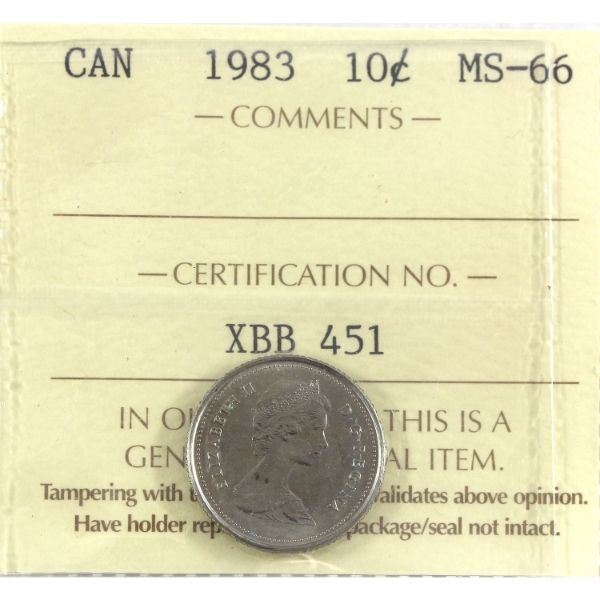 CAN 1983 10¢ MS-66
— COMMENTS —
— CERTIFICATION NO. —
XBB 451
IN O THIS IS A
GEN AL ITEM.
Tampering with alidates above opinion.
Have holder rep package/seal not intact.
ELIZABETH II D·G·REGINA